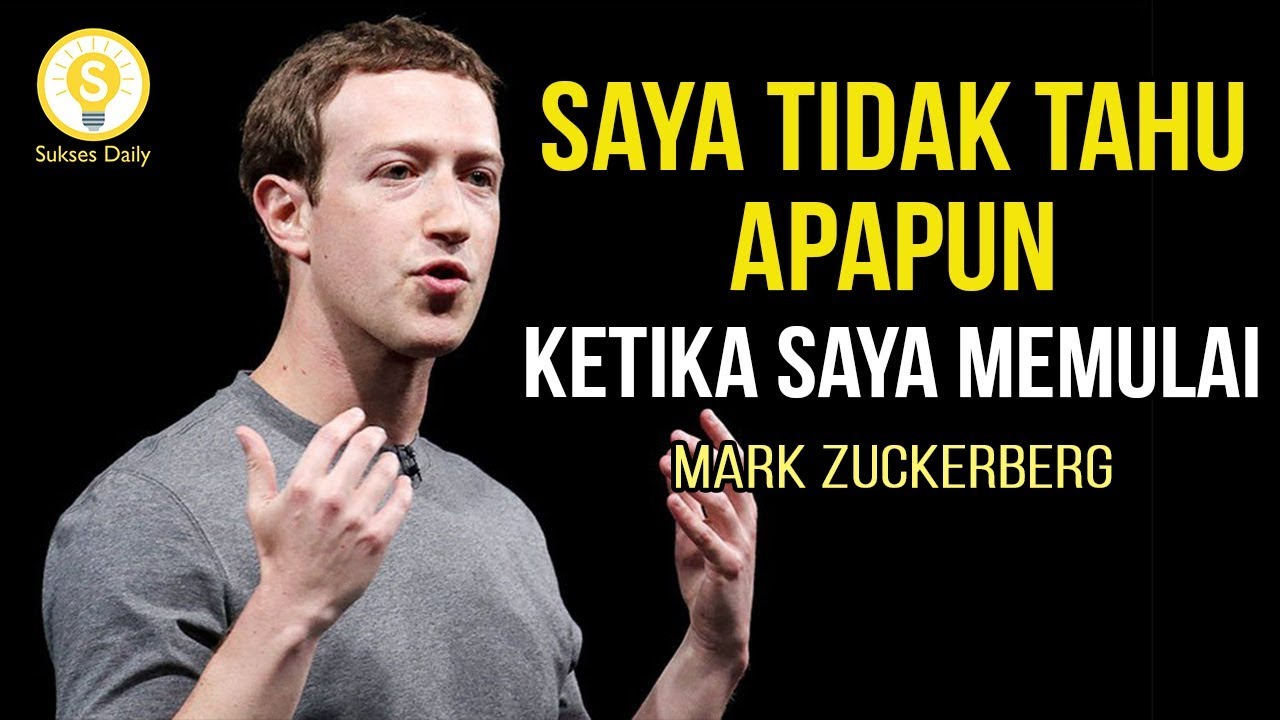 S
Sukses Daily
SAYA TIDAK TAHU
APAPUN
KETIKA SAYA MEMULAI
MARK ZUCKERBERG